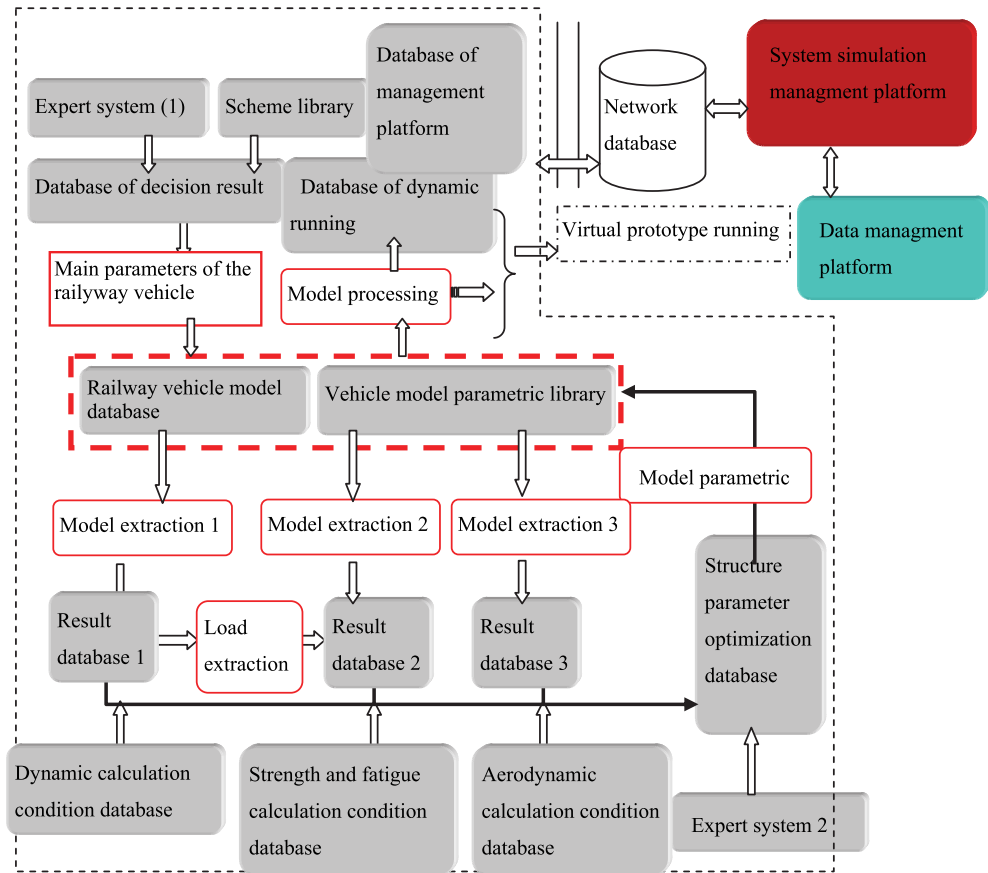 Database of
management
platform
System simulation
managment platform
Expert system (1)
Scheme library
Network
database
Database of decision result
Database of dynamic
running
Virtual prototype running
Data managment
platform
Main parameters of the
railyway vehicle
Model processing
Railway vehicle model
database
Vehicle model parametric library
Model parametric
Model extraction 1
Model extraction 2
Model extraction 3
Structure
parameter
optimization
database
Result
database 1
Load
extraction
Result
database 2
Result
database 3
Dynamic calculation
condition database
Strength and fatigue
calculation condition
database
Aerodynamic
calculation condition
database
Expert system 2